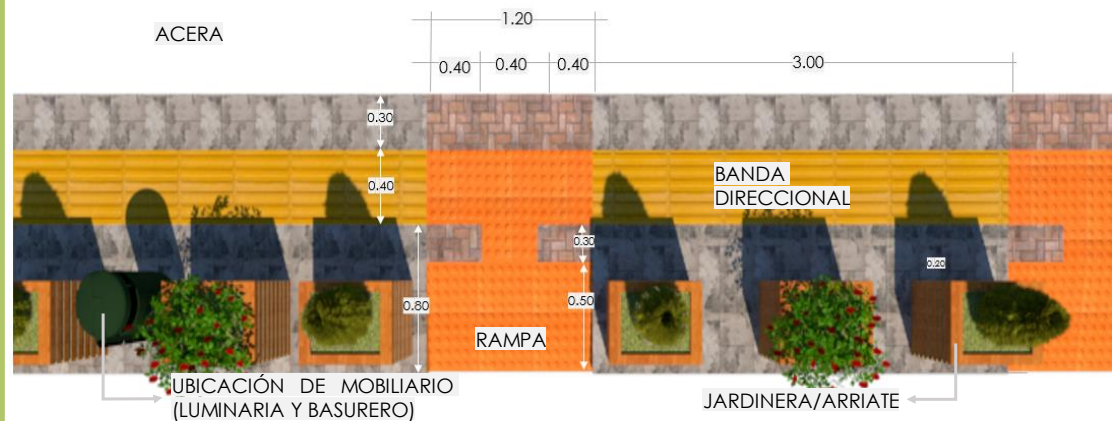 ACERA
1.20
0.40 0.40 0.40 3.00
0.30
0.40
BANDA
DIRECCIONAL
0.30
0.20
0.80
0.50
RAMPA
UBICACIÓN DE MOBILIARIO
(LUMINARIA Y BASURERO)
JARDINERA/ARRIATE